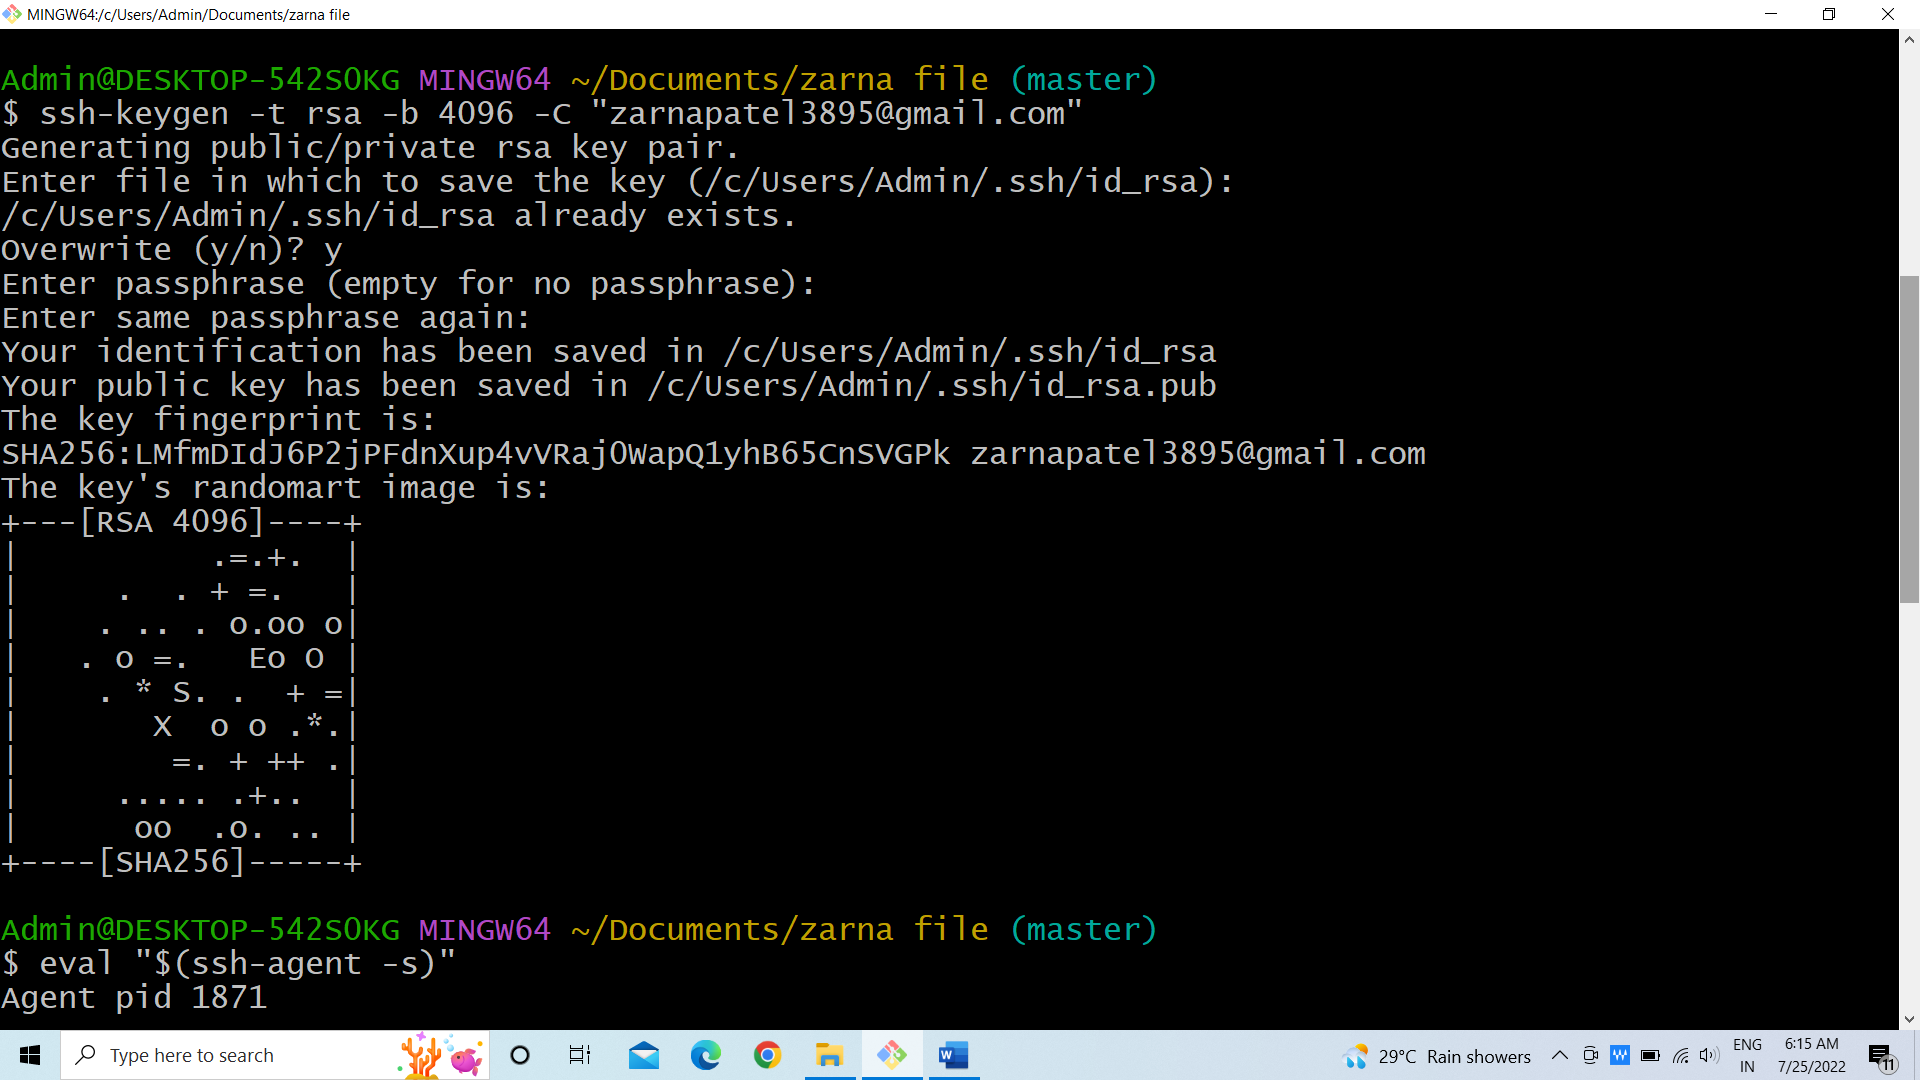 MINGW64:/c/Users/Admin/Documents/zarna file
Admin@DESKTOP-542S0KG MINGW64 ~/Documents/zarna file (master)
$ ssh-keygen -t rsa -b 4096 -C "zarnapatel3895@gmail.com"
Generating public/private rsa key pair.
Enter file in which to save the key (/c/Users/Admin/.ssh/id_rsa):
/c/Users/Admin/.ssh/id_rsa already exists.
Overwrite (y/n)? y
Enter passphrase (empty for no passphrase):
Enter same passphrase again:
Your identification has been saved in /c/Users/Admin/.ssh/id_rsa
Your public key has been saved in /c/Users/Admin/.ssh/id_rsa.pub
The key fingerprint is:
SHA256:LMfmDIdJ6P2jPFdnXup4vVRaj0WapQ1yhB65CnSVGPk zarnapatel3895@gmail.com
The key's randomart image is:
+---[RSA 4096]----+
|          .=.+.  |
|     .  . + =.   |
|    . .. . o.oo o|
|   . o =.   Eo O |
|    . * S. .  + =|
|       X  o o .*.|
|        =. + ++ .|
|     ..... .+..  |
|      oo  .o. .. |
+----[SHA256]-----+
Admin@DESKTOP-542S0KG MINGW64 ~/Documents/zarna file (master)
$ eval "$(ssh-agent -s)"
Agent pid 1871
Type here to search
29°C Rain showers
ENG
IN
6:15 AM
7/25/2022
11